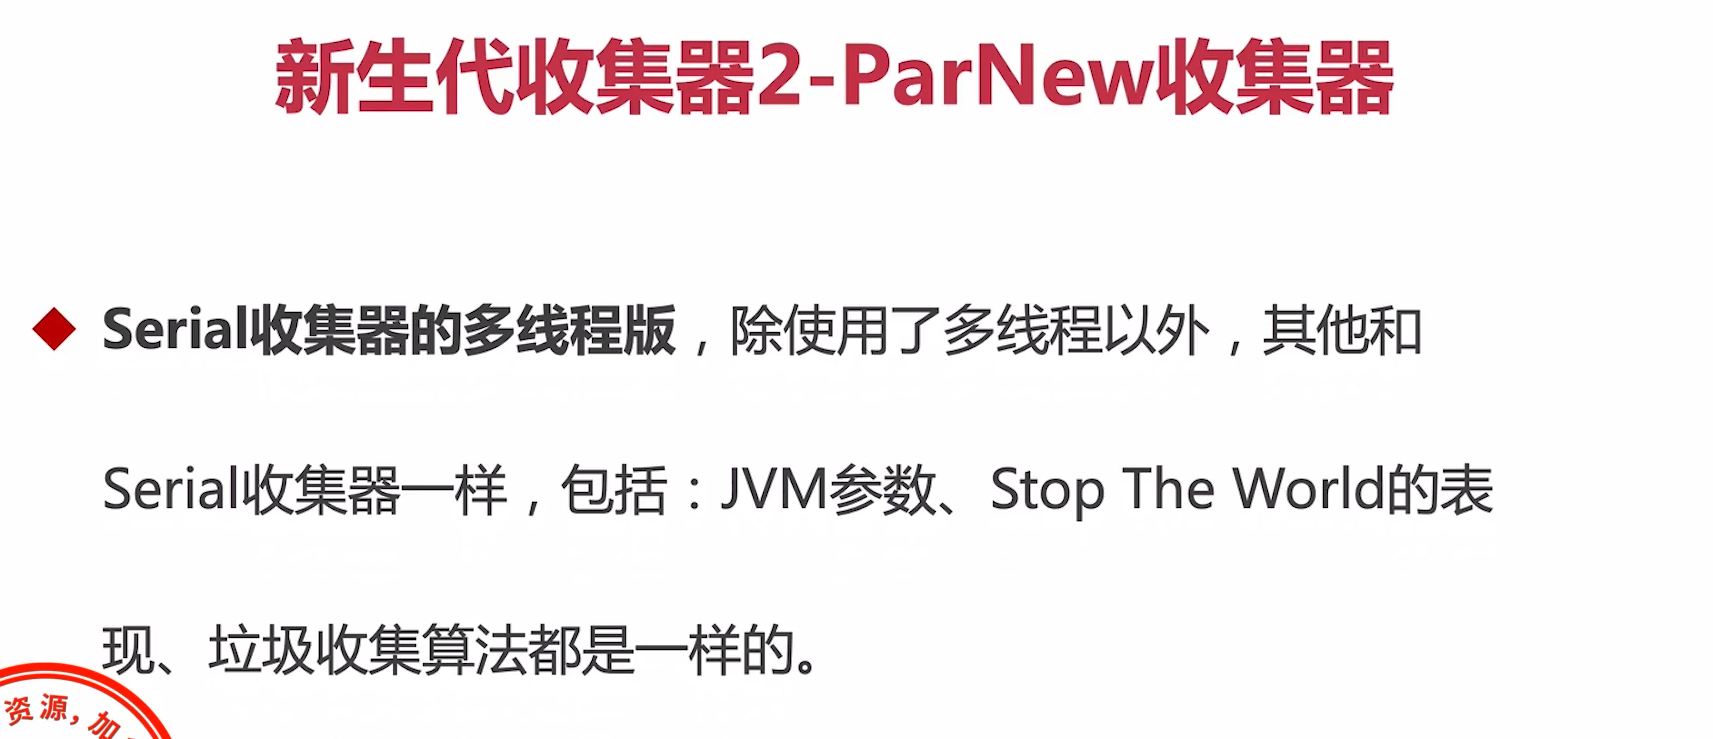 新生代收集器2-ParNew收集器
Serial收集器的多线程版，除使用了多线程以外，其他和
Serial收集器一样，包括：JVM参数、Stop The World的表
现、垃圾收集算法都是一样的。
资源，加